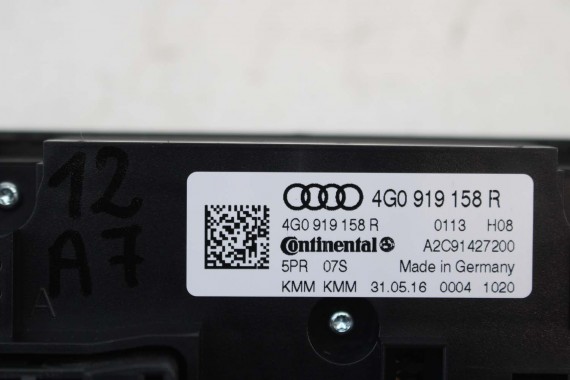 12
A7
A
4G0 919 158 R
4G0 919 158 R 0113 H08
Continental A2C91427200
5PR 07S Made in Germany
KMM KMM 31.05.16 0004 1020